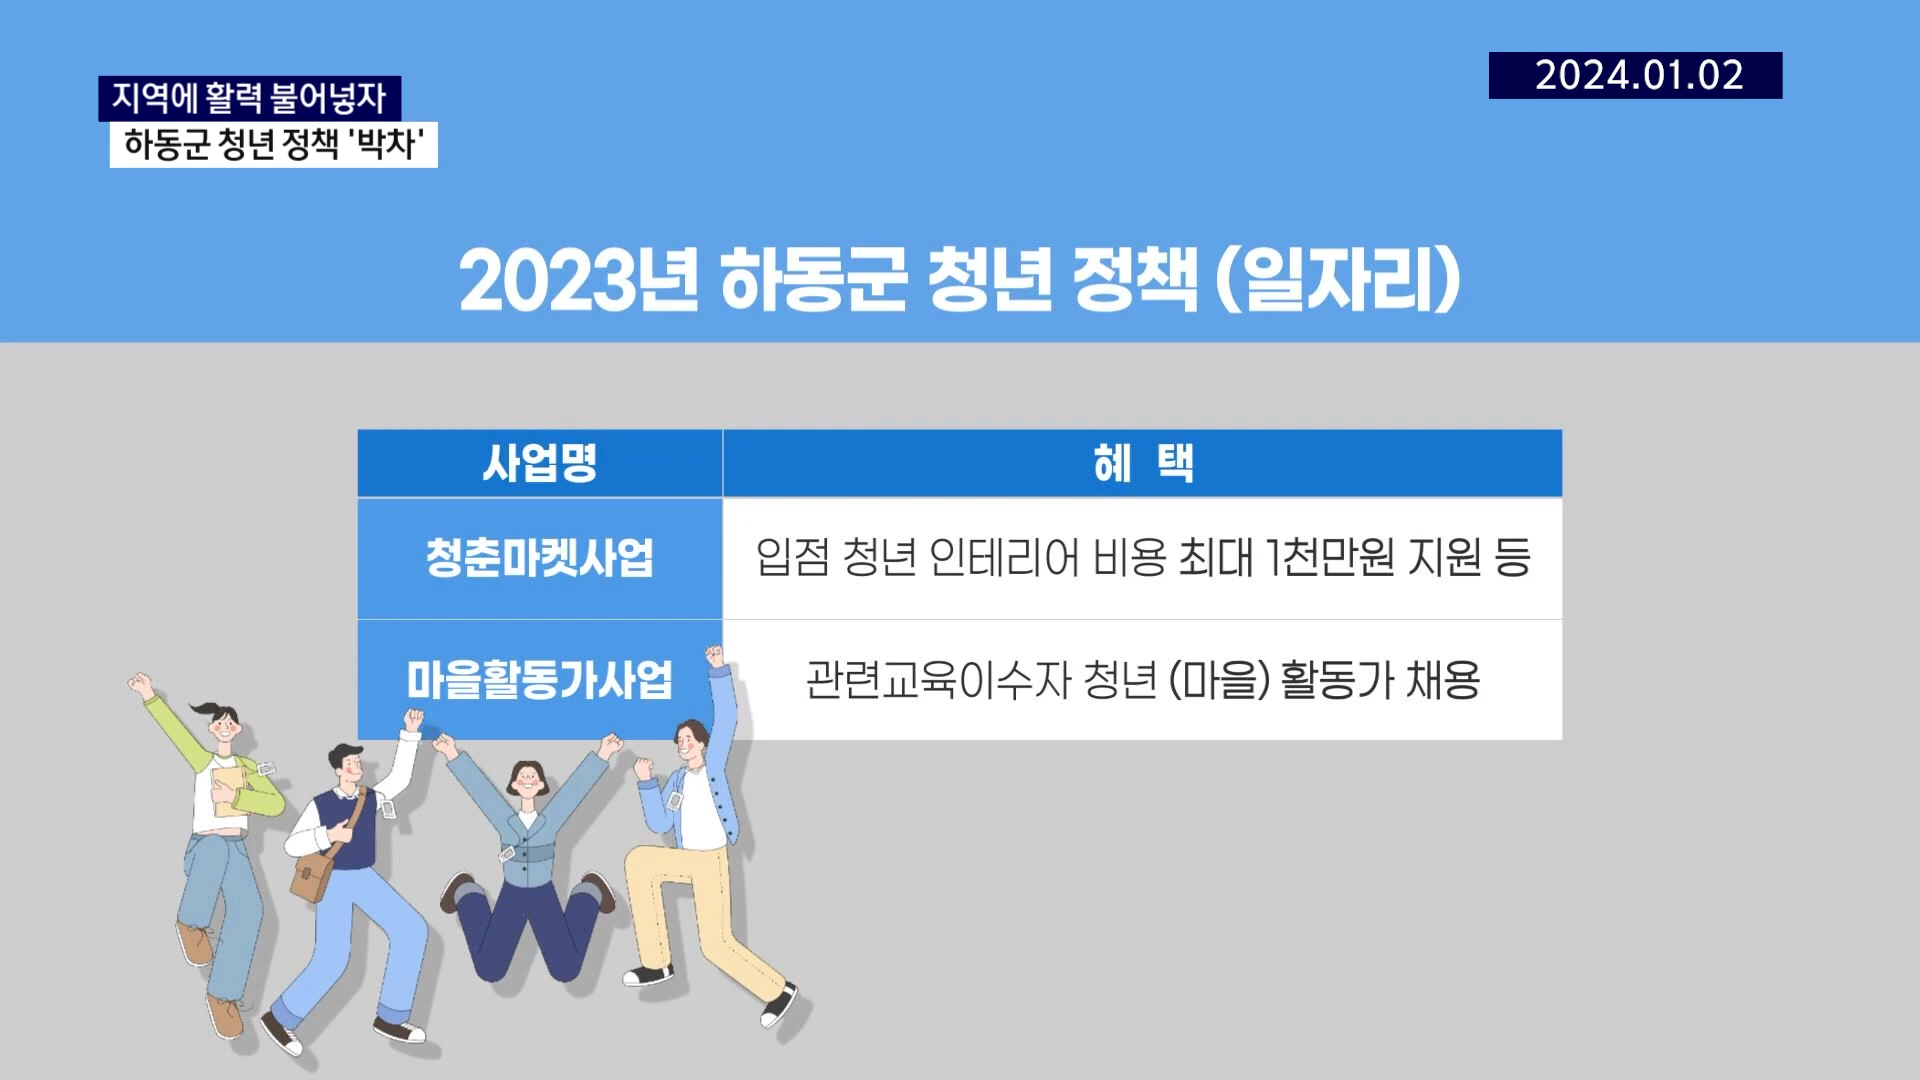 지역에 활력 불어넣자
하동군 청년 정책 '박차'
2024.01.02
2023년 하동군 청년 정책 (일자리)
사업명 혜 택
청춘마켓사업 입점 청년 인테리어 비용 최대 1천만원 지원 등
마을활동가사업 관련교육이수자 청년 (마을) 활동가 채용